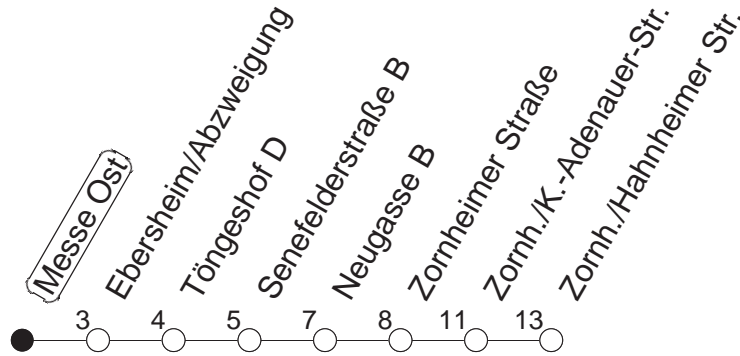 Messe Ost
Ebersheim/Abzweigung
Töngeshof D
Senefelderstraße B
Neugasse B
Zornheimer Straße
Zornh./K.-Adenauer-Str.
Zornh./Hahnheimer Str.
3 4 5 7 8 11 13